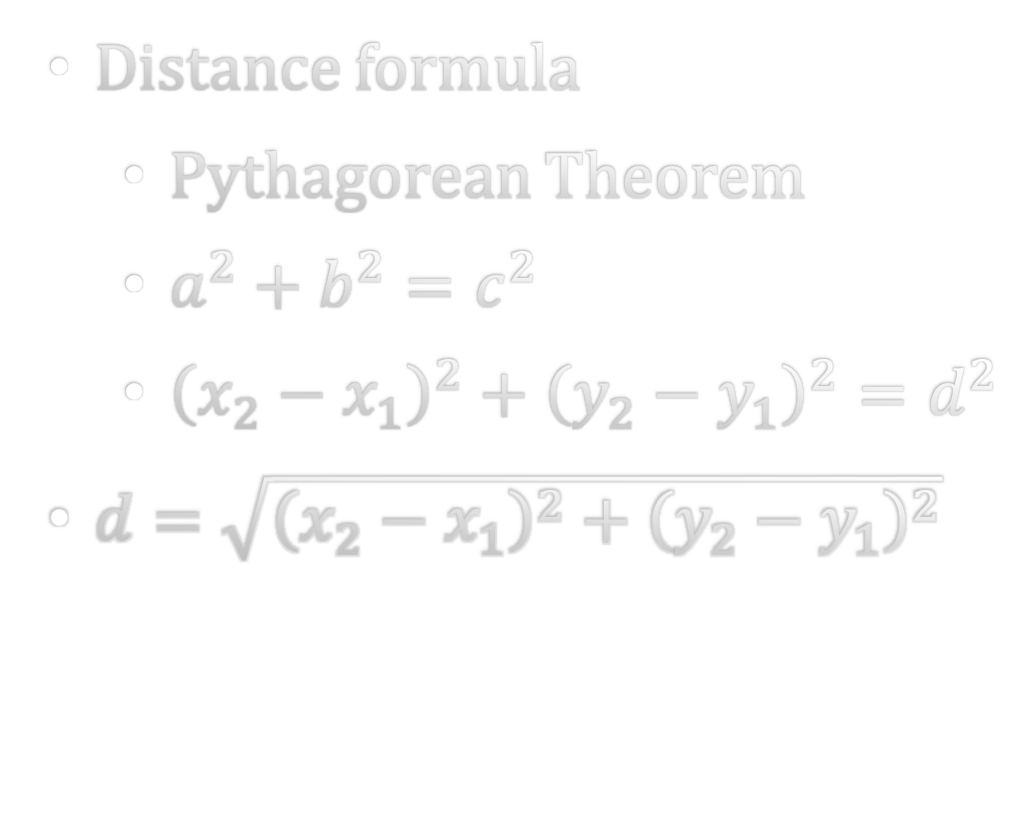 • Distance formula
• Pythagorean Theorem
• a² + b² = c²
• (x₂ − x₁)² + (y₂ − y₁)² = d²
• d = √(x₂ − x₁)² + (y₂ − y₁)²